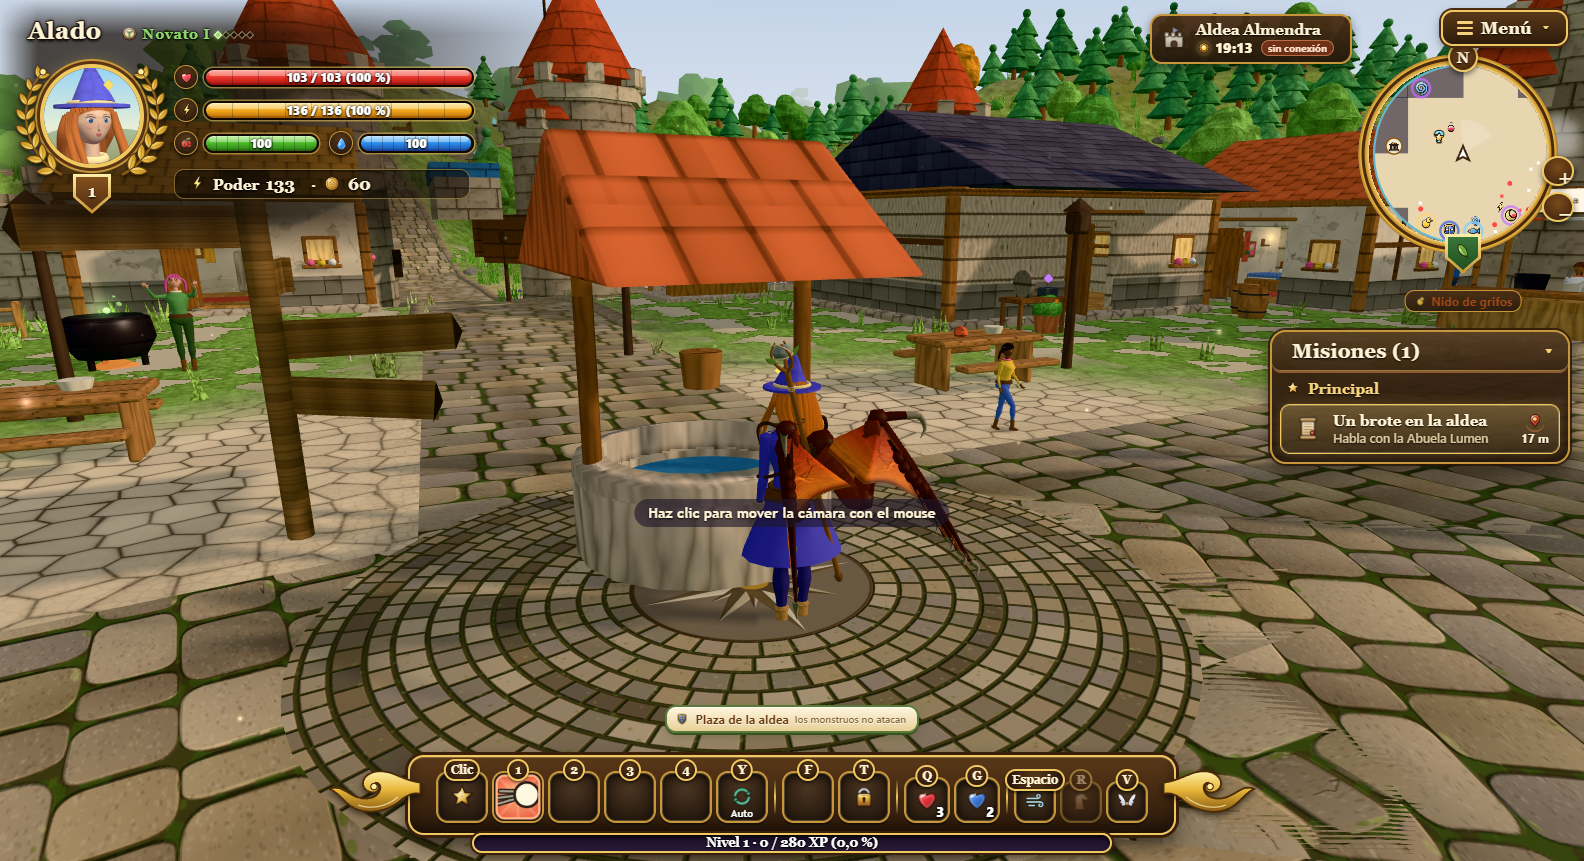 Alado
Novato I
103 / 103 (100 %)
136 / 136 (100 %)
100
100
Poder 133 - 60
1
Aldea Almendra
19:13 sin conexión
Menú
N
+
−
Nido de grifos
Misiones (1)
Principal
Un brote en la aldea
Habla con la Abuela Lumen
17 m
Haz clic para mover la cámara con el mouse
Plaza de la aldea los monstruos no atacan
Clic
1
2
3
4
Y
Auto
F
T
Q
3
G
2
Espacio
R
V
Nivel 1 · 0 / 280 XP (0,0 %)